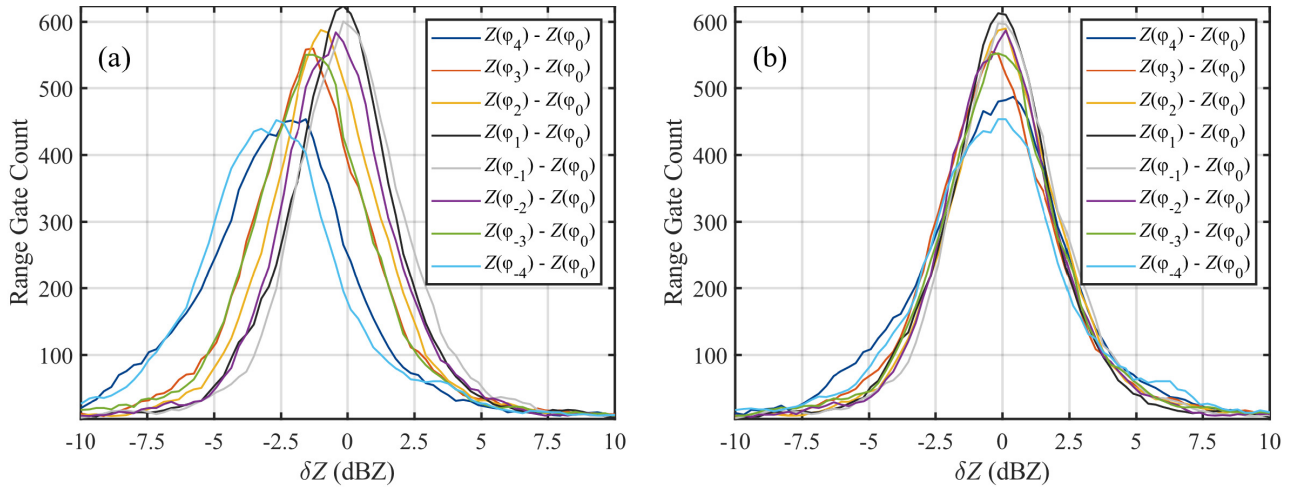 (a)
Range Gate Count
600
500
400
300
200
100
-10 -7.5 -5 -2.5 0 2.5 5 7.5 10
δZ (dBZ)
Z(φ₄) - Z(φ₀)
Z(φ₃) - Z(φ₀)
Z(φ₂) - Z(φ₀)
Z(φ₁) - Z(φ₀)
Z(φ₋₁) - Z(φ₀)
Z(φ₋₂) - Z(φ₀)
Z(φ₋₃) - Z(φ₀)
Z(φ₋₄) - Z(φ₀)
(b)
Range Gate Count
600
500
400
300
200
100
-10 -7.5 -5 -2.5 0 2.5 5 7.5 10
δZ (dBZ)
Z(φ₄) - Z(φ₀)
Z(φ₃) - Z(φ₀)
Z(φ₂) - Z(φ₀)
Z(φ₁) - Z(φ₀)
Z(φ₋₁) - Z(φ₀)
Z(φ₋₂) - Z(φ₀)
Z(φ₋₃) - Z(φ₀)
Z(φ₋₄) - Z(φ₀)